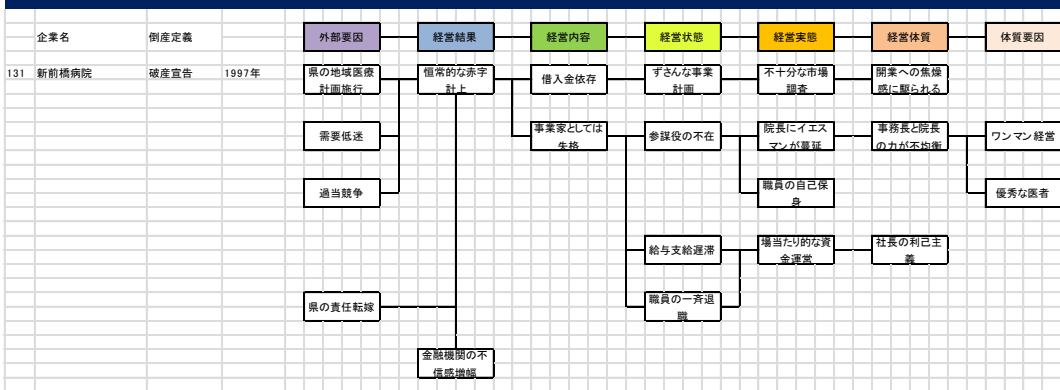 企業名 倒産定義 外部要因 経営結果 経営内容 経営状態 経営実態 経営体質 体質要因
131 新前橋病院 破産宣告 1997年
県の地域医療
計画施行
恒常的な赤字
計上
借入金依存
ずさんな事業
計画
不十分な市場
調査
開業への焦燥
感に駆られる
需要低迷
事業家としては
失格
参謀役の不在
院長にイエス
マンが蔓延
事務長と院長
の力が不均衡
ワンマン経営
過当競争
職員の自己保
身
優秀な医者
給与支給遅滞
場当たり的な資
金運営
社長の利己主
義
県の責任転嫁
職員の一斉退
職
金融機関の不
信感増幅